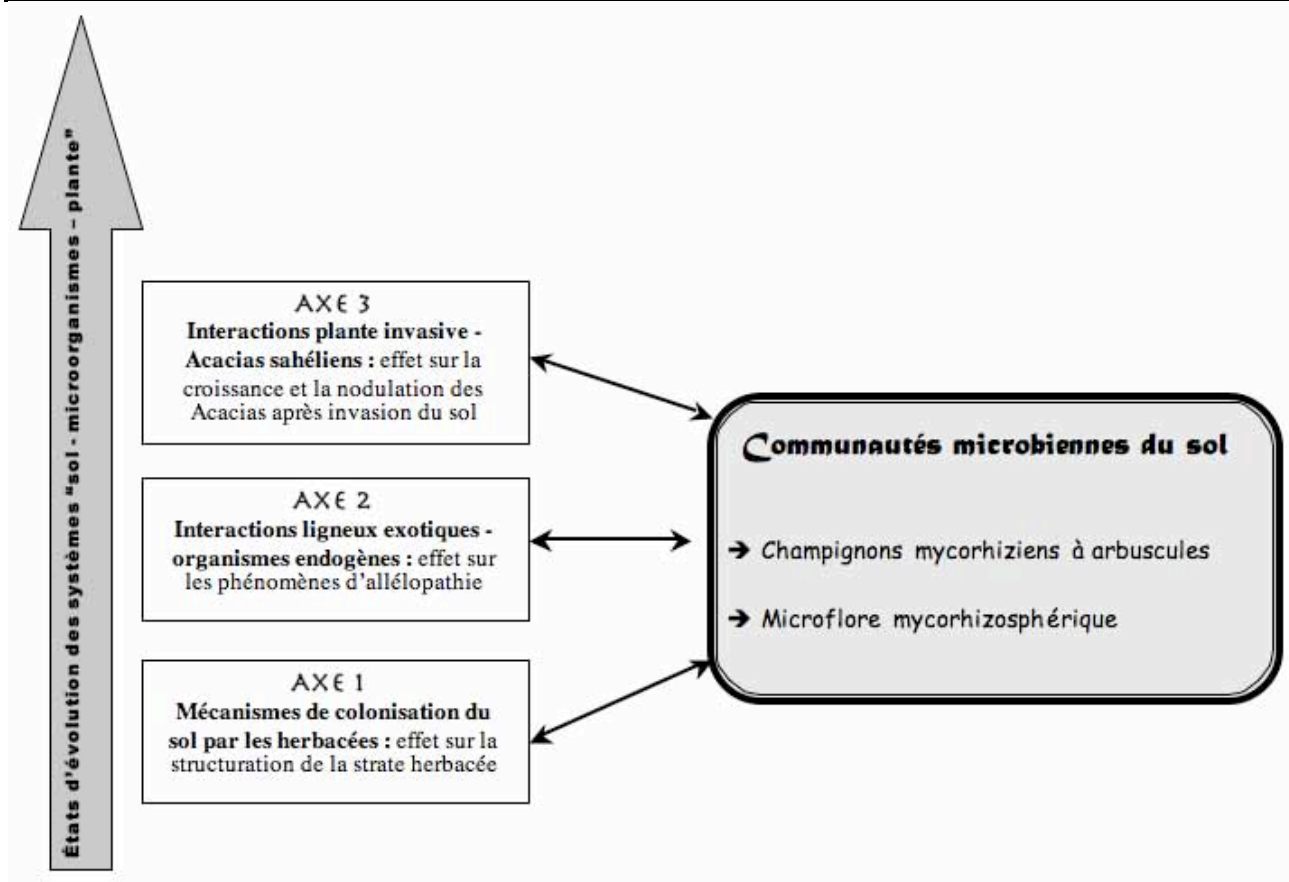 États d'évolution des systèmes "sol - microorganismes – plante"
AXE 3
Interactions plante invasive -
Acacias sahéliens : effet sur la
croissance et la nodulation des
Acacias après invasion du sol
AXE 2
Interactions ligneux exotiques -
organismes endogènes : effet sur
les phénomènes d'allélopathie
AXE 1
Mécanismes de colonisation du
sol par les herbacées : effet sur la
structuration de la strate herbacée
Communautés microbiennes du sol
➔ Champignons mycorhiziens à arbuscules
➔ Microflore mycorhizosphérique